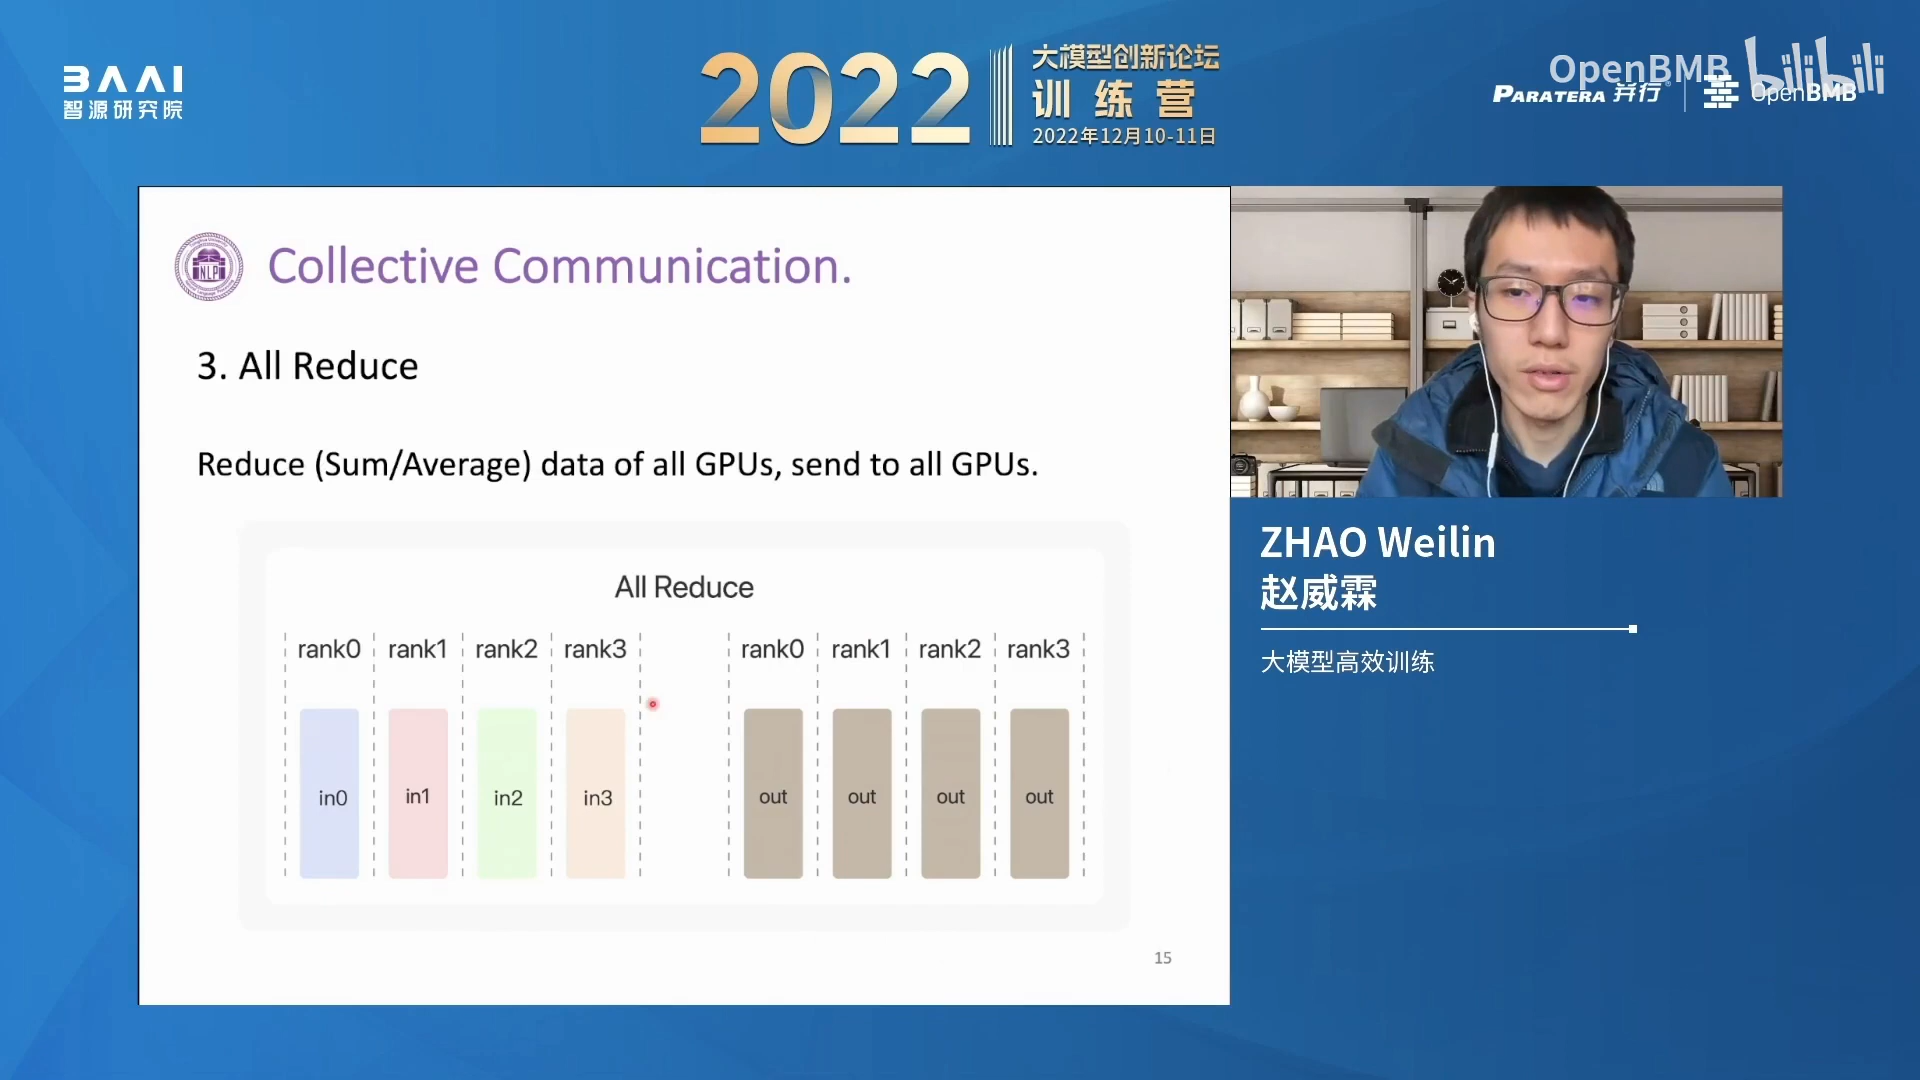 BAAI
智源研究院
2022
大模型创新论坛
训练营
2022年12月10-11日
OpenBMB
bilibili
PARATERA 并行
OpenBMB
NLP
Collective Communication.
3. All Reduce
Reduce (Sum/Average) data of all GPUs, send to all GPUs.
All Reduce
rank0 rank1 rank2 rank3 rank0 rank1 rank2 rank3
in0 in1 in2 in3 out out out out
15
ZHAO Weilin
赵威霖
大模型高效训练